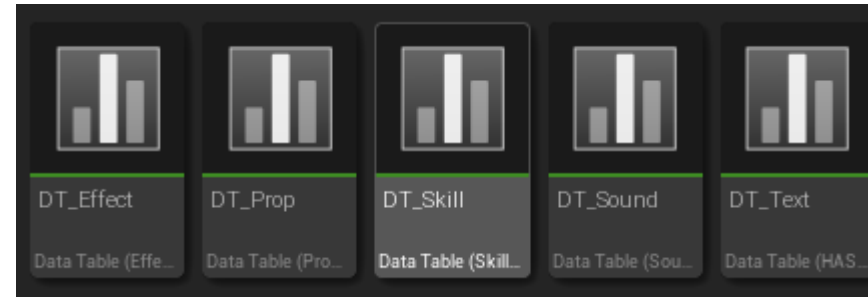 DT_Effect
DT_Prop
DT_Skill
DT_Sound
DT_Text
Data Table (Effe...
Data Table (Pro...
Data Table (Skill...
Data Table (Sou...
Data Table (HAS...